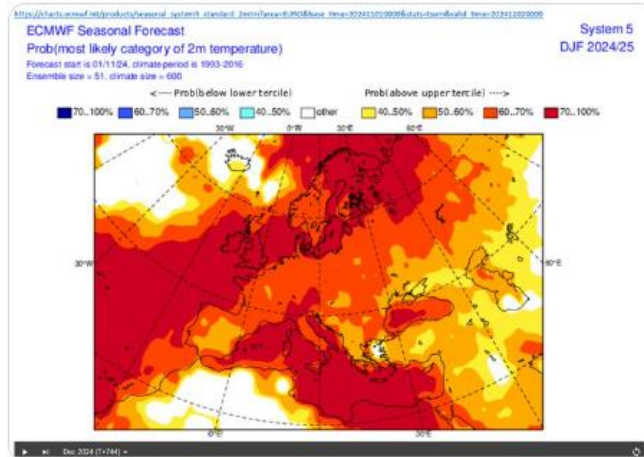 https://charts.ecmwf.int/products/seasonal_system5_standard_2mtm?area=EURO&base_time=202411010000&stats=tsum&valid_time=202412020000
ECMWF Seasonal Forecast
System 5
Prob(most likely category of 2m temperature)
DJF 2024/25
Forecast start is 01/11/24, climate period is 1993-2016
Ensemble size = 51, climate size = 600
<---- Prob(below lower tercile)
Prob(above upper tercile) ---->
70..100%
60..70%
50..60%
40..50%
other
40..50%
50..60%
60..70%
70..100%
30°W
0°W
30°E
60°E
30°W
60°E
0°E
30°E
Dec 2024 (T+744)